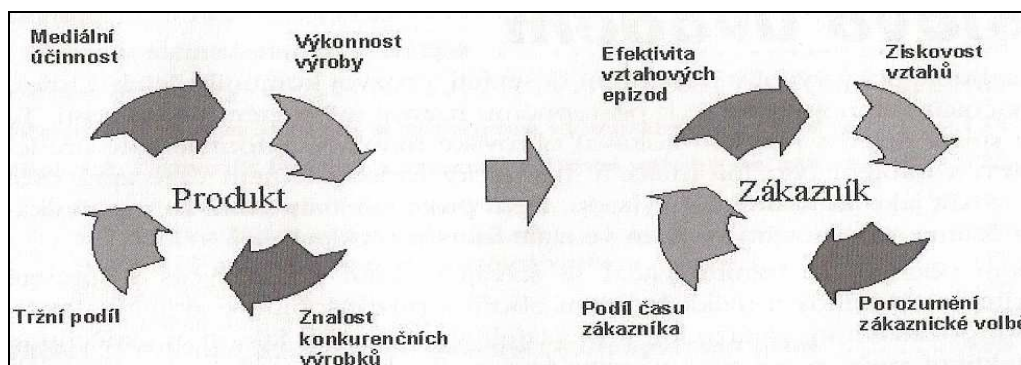 Mediální
účinnost
Výkonnost
výroby
Produkt
Tržní podíl
Znalost
konkurenčních
výrobků
Efektivita
vztahových
epizod
Ziskovost
vztahů
Zákazník
Podíl času
zákazníka
Porozumění
zákaznické volbě